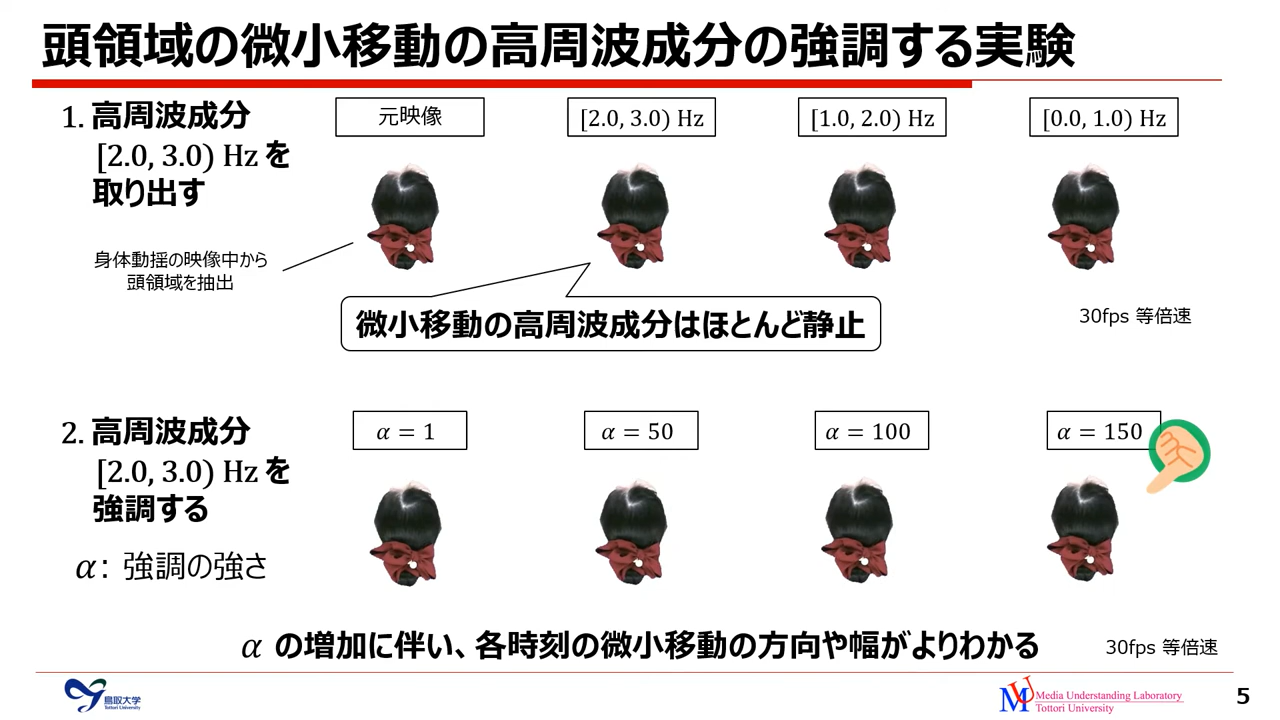 頭領域の微小移動の高周波成分の強調する実験
1. 高周波成分
[2.0, 3.0) Hz を
取り出す
元映像
[2.0, 3.0) Hz
[1.0, 2.0) Hz
[0.0, 1.0) Hz
身体動揺の映像中から
頭領域を抽出
微小移動の高周波成分はほとんど静止
30fps 等倍速
2. 高周波成分
[2.0, 3.0) Hz を
強調する
α: 強調の強さ
α = 1
α = 50
α = 100
α = 150
α の増加に伴い、各時刻の微小移動の方向や幅がよりわかる
30fps 等倍速
鳥取大学
Tottori University
MU
Media Understanding Laboratory
Tottori University
5